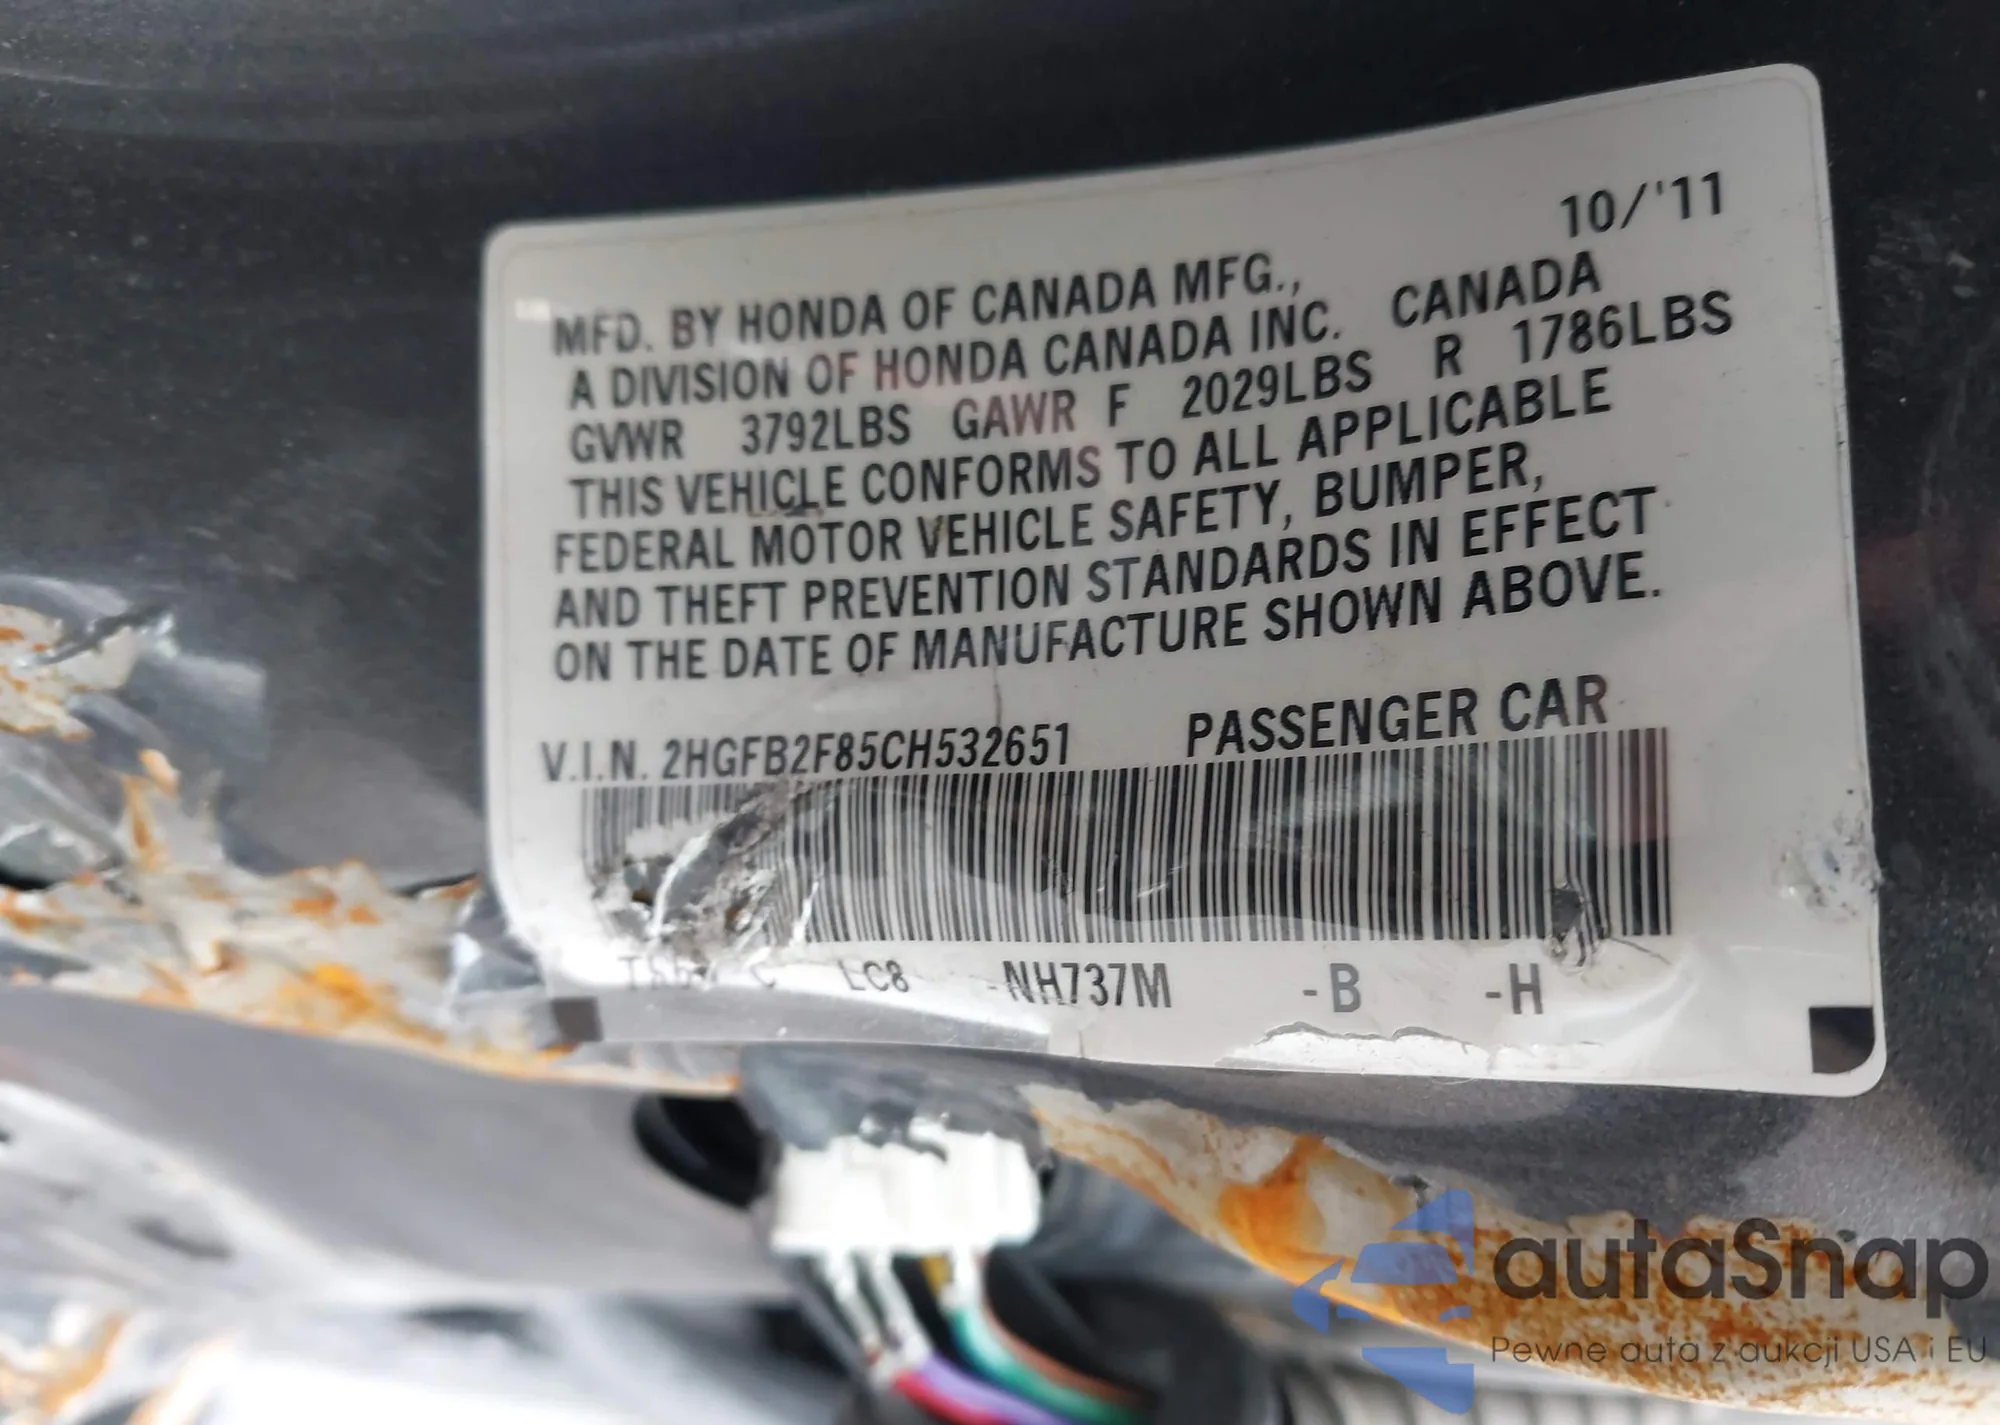 10/'11
MFD. BY HONDA OF CANADA MFG.,
A DIVISION OF HONDA CANADA INC. CANADA
GVWR 3792LBS GAWR F 2029LBS R 1786LBS
THIS VEHICLE CONFORMS TO ALL APPLICABLE
FEDERAL MOTOR VEHICLE SAFETY, BUMPER,
AND THEFT PREVENTION STANDARDS IN EFFECT
ON THE DATE OF MANUFACTURE SHOWN ABOVE.
V.I.N. 2HGFB2F85CH532651 PASSENGER CAR
C LC8 -NH737M -B -H
autaSnap
Pewne auta z aukcji USA i EU